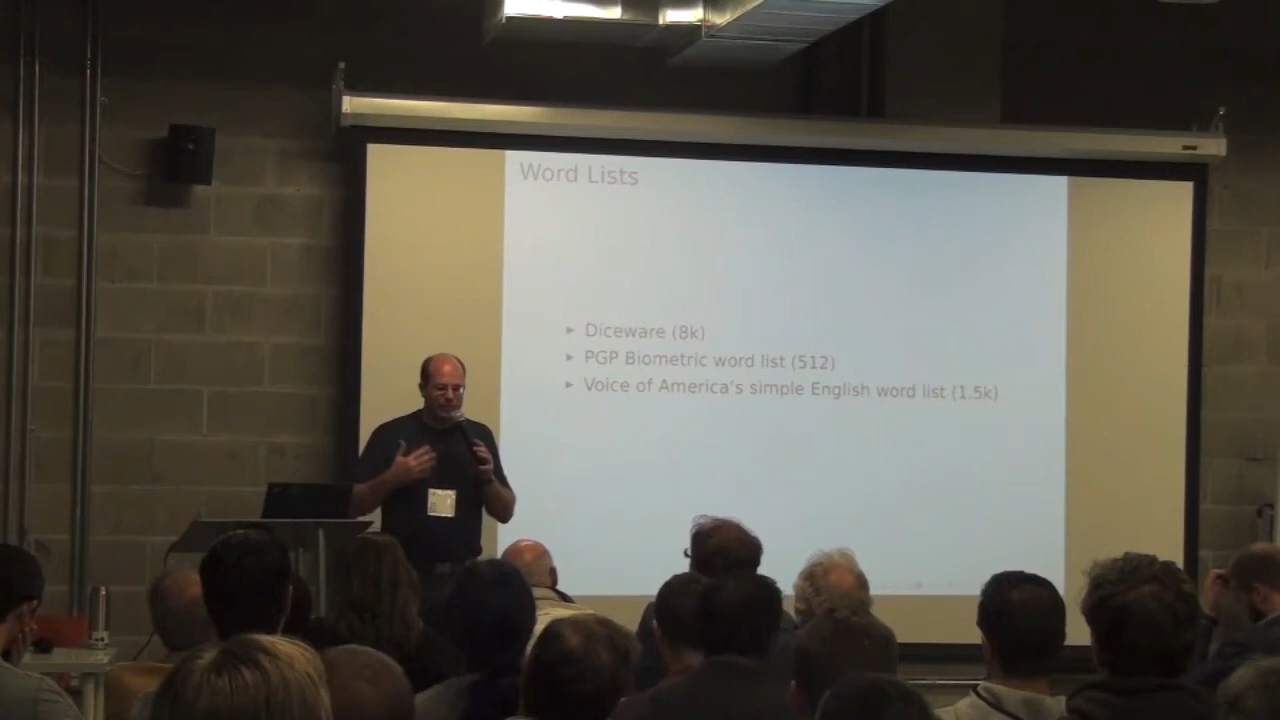 Word Lists
▸ Diceware (8k)
▸ PGP Biometric word list (512)
▸ Voice of America's simple English word list (1.5k)